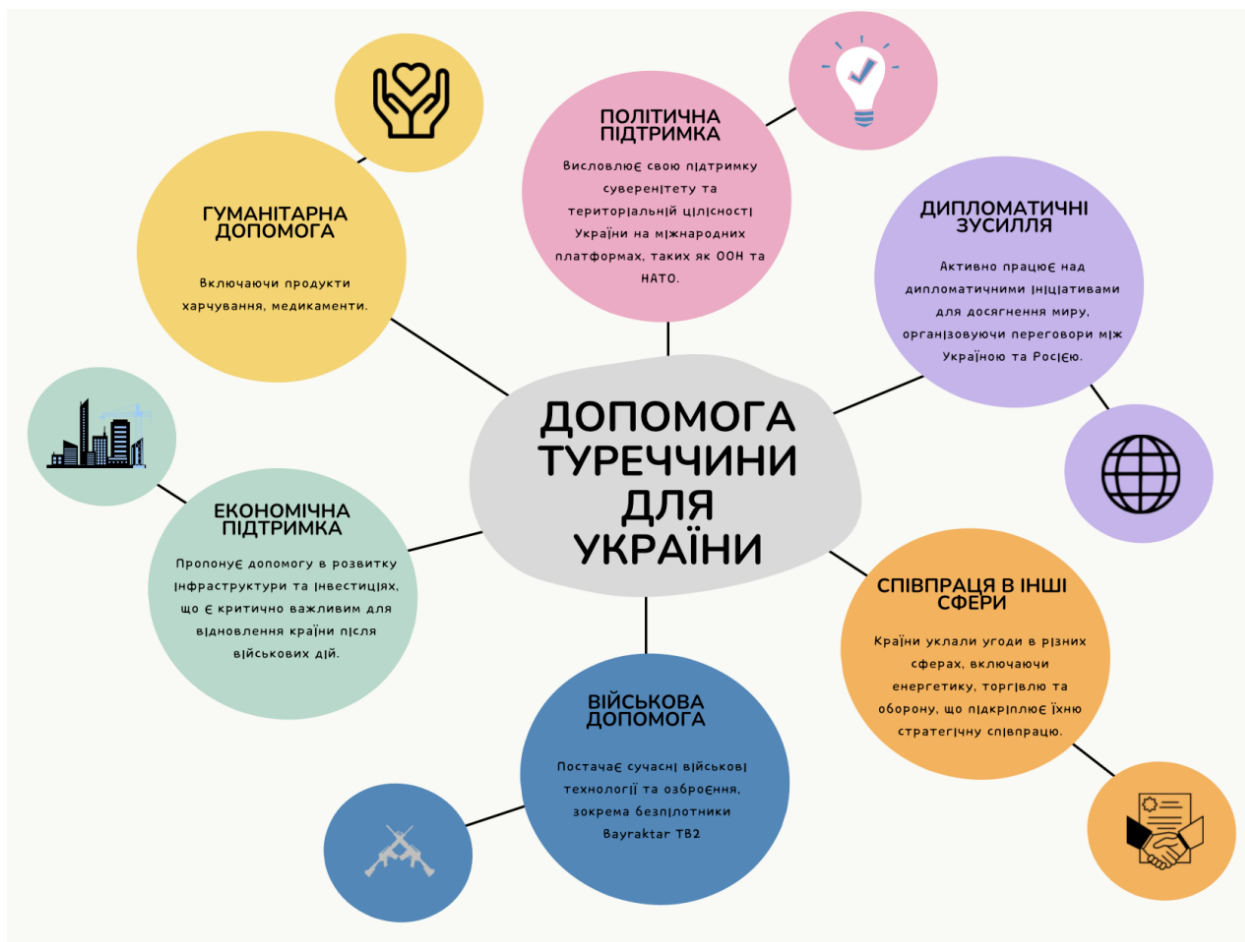 ДОПОМОГА
ТУРЕЧЧИНИ
ДЛЯ
УКРАЇНИ
ГУМАНІТАРНА
ДОПОМОГА
Включаючи продукти
харчування, медикаменти.
ПОЛІТИЧНА
ПІДТРИМКА
Висловлює свою підтримку
суверенітету та
територіальній цілісності
України на міжнародних
платформах, таких як ООН та
НАТО.
ДИПЛОМАТИЧНІ
ЗУСИЛЛЯ
Активно працює над
дипломатичними ініціативами
для досягнення миру,
організовуючи переговори між
Україною та Росією.
ЕКОНОМІЧНА
ПІДТРИМКА
Пропонує допомогу в розвитку
інфраструктури та інвестиціях,
що є критично важливим для
відновлення країни після
військових дій.
ВІЙСЬКОВА
ДОПОМОГА
Постачає сучасні військові
технології та озброєння,
зокрема безпілотники
Bayraktar TB2
СПІВПРАЦЯ В ІНШІ
СФЕРИ
Країни уклали угоди в різних
сферах, включаючи
енергетику, торгівлю та
оборону, що підкріплює їхню
стратегічну співпрацю.